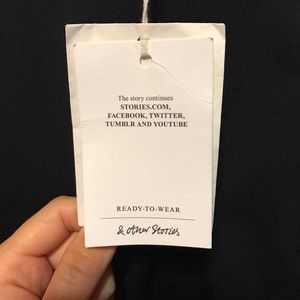 The story continues
STORIES.COM,
FACEBOOK, TWITTER,
TUMBLR AND YOUTUBE
READY-TO-WEAR
& other Stories